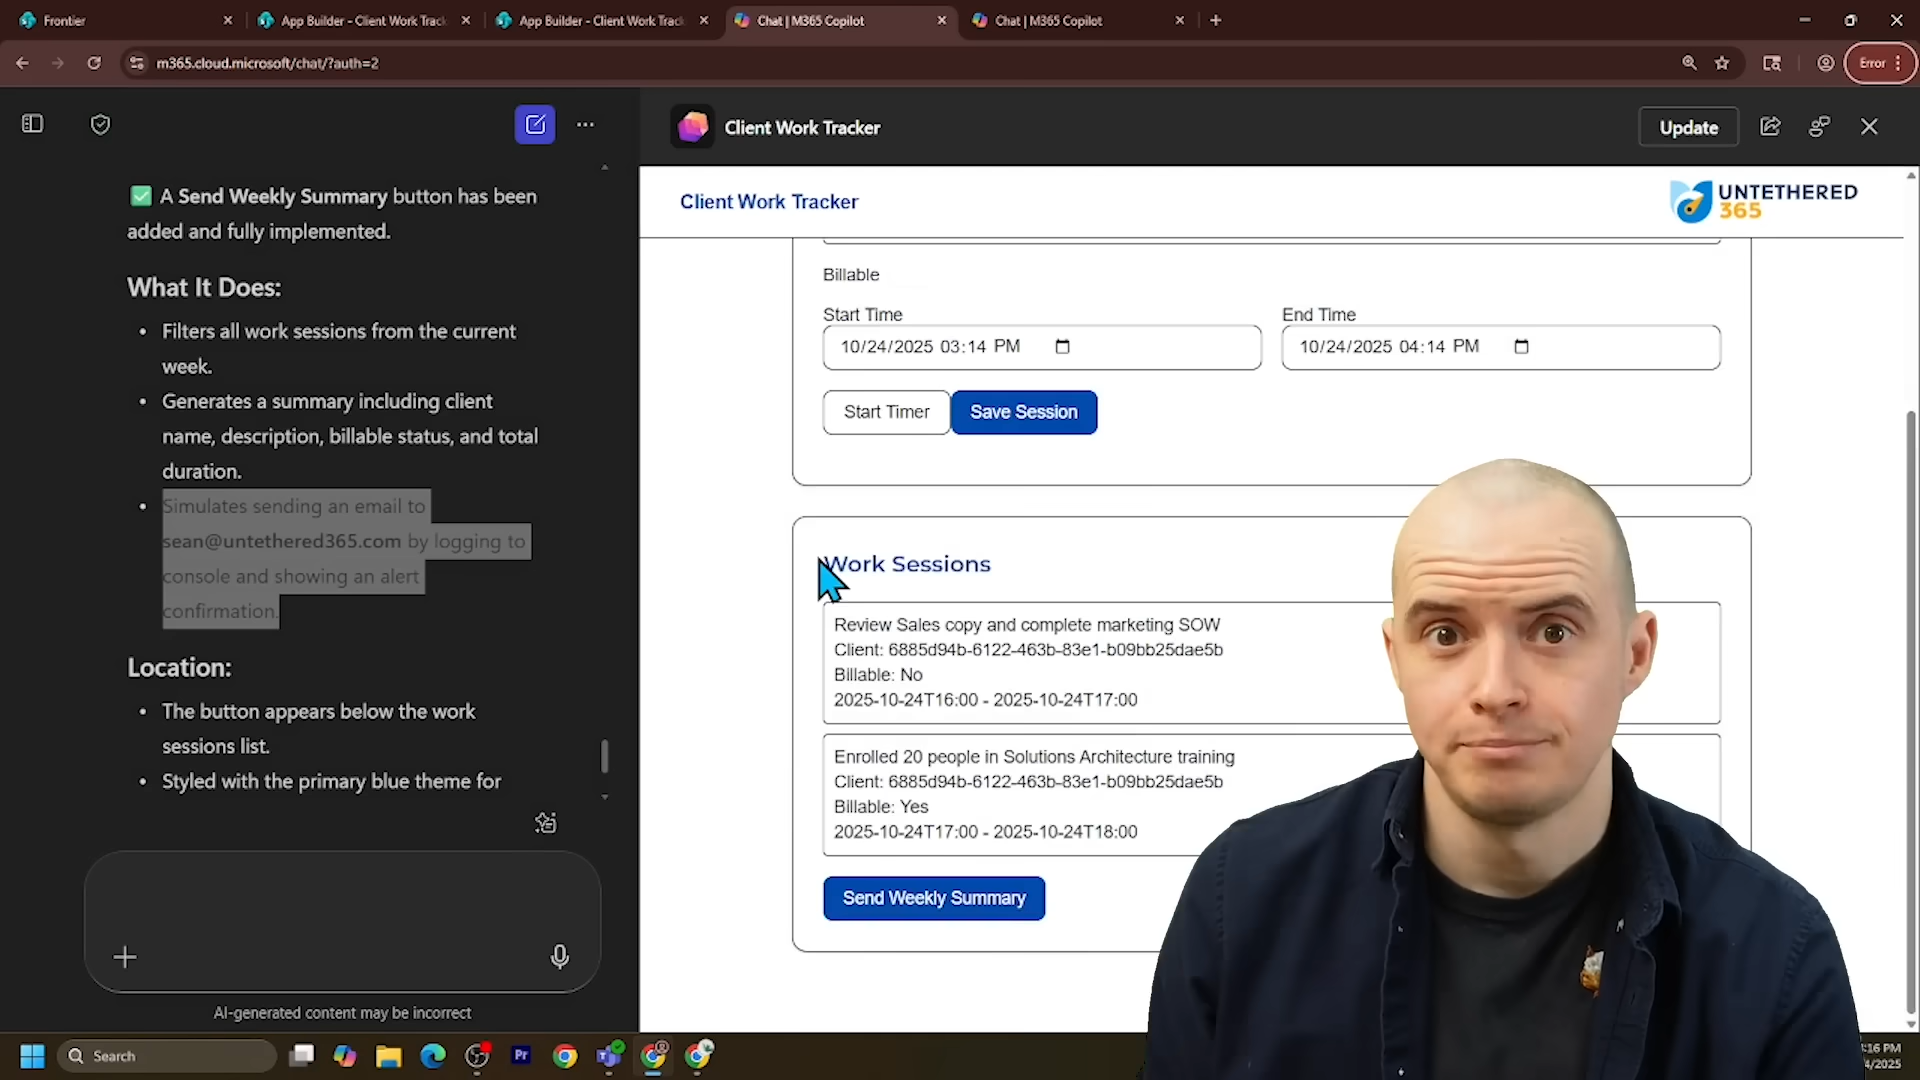 Frontier
App Builder - Client Work Track
App Builder - Client Work Track
Chat | M365 Copilot
Chat | M365 Copilot
m365.cloud.microsoft/chat/?auth=2
Error
Client Work Tracker
Update
A Send Weekly Summary button has been
added and fully implemented.
What It Does:
• Filters all work sessions from the current
week.
• Generates a summary including client
name, description, billable status, and total
duration.
• Simulates sending an email to
sean@untethered365.com by logging to
console and showing an alert
confirmation.
Location:
• The button appears below the work
sessions list.
• Styled with the primary blue theme for
AI-generated content may be incorrect
Client Work Tracker
UNTETHERED
365
Billable
Start Time
End Time
10/24/2025 03:14 PM
10/24/2025 04:14 PM
Start Timer
Save Session
Work Sessions
Review Sales copy and complete marketing SOW
Client: 6885d94b-6122-463b-83e1-b09bb25dae5b
Billable: No
2025-10-24T16:00 - 2025-10-24T17:00
Enrolled 20 people in Solutions Architecture training
Client: 6885d94b-6122-463b-83e1-b09bb25dae5b
Billable: Yes
2025-10-24T17:00 - 2025-10-24T18:00
Send Weekly Summary
Search
Pr
:16 PM
4/2025